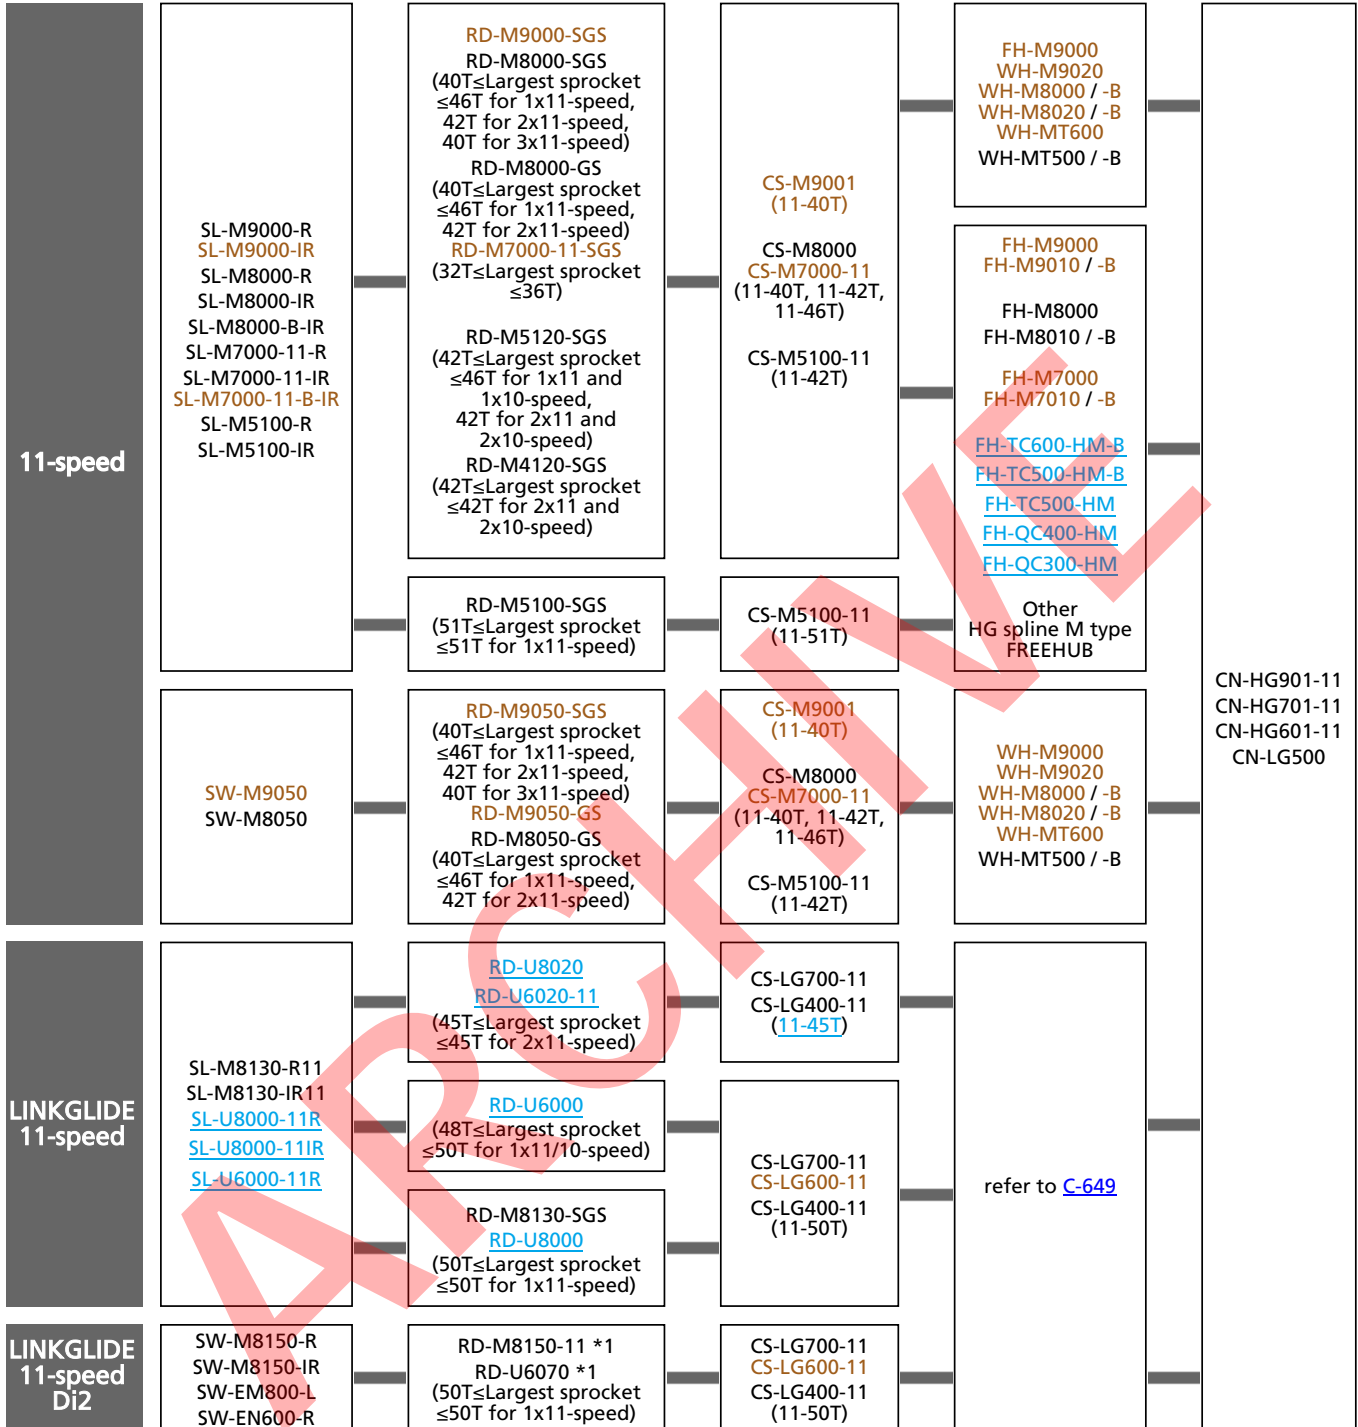 11-speed
SL-M9000-R
SL-M9000-IR
SL-M8000-R
SL-M8000-IR
SL-M8000-B-IR
SL-M7000-11-R
SL-M7000-11-IR
SL-M7000-11-B-IR
SL-M5100-R
SL-M5100-IR
RD-M9000-SGS
RD-M8000-SGS
(40T≤Largest sprocket
≤46T for 1x11-speed,
42T for 2x11-speed,
40T for 3x11-speed)
RD-M8000-GS
(40T≤Largest sprocket
≤46T for 1x11-speed,
42T for 2x11-speed)
RD-M7000-11-SGS
(32T≤Largest sprocket
≤36T)
RD-M5120-SGS
(42T≤Largest sprocket
≤46T for 1x11 and
1x10-speed,
42T for 2x11 and
2x10-speed)
RD-M4120-SGS
(42T≤Largest sprocket
≤42T for 2x11 and
2x10-speed)
CS-M9001
(11-40T)
CS-M8000
CS-M7000-11
(11-40T, 11-42T,
11-46T)
CS-M5100-11
(11-42T)
FH-M9000
WH-M9020
WH-M8000 / -B
WH-M8020 / -B
WH-MT600
WH-MT500 / -B
FH-M9000
FH-M9010 / -B
FH-M8000
FH-M8010 / -B
FH-M7000
FH-M7010 / -B
FH-TC600-HM-B
FH-TC500-HM-B
FH-TC500-HM
FH-QC400-HM
FH-QC300-HM
Other
HG spline M type
FREEHUB
RD-M5100-SGS
(51T≤Largest sprocket
≤51T for 1x11-speed)
CS-M5100-11
(11-51T)
SW-M9050
SW-M8050
RD-M9050-SGS
(40T≤Largest sprocket
≤46T for 1x11-speed,
42T for 2x11-speed,
40T for 3x11-speed)
RD-M9050-GS
RD-M8050-GS
(40T≤Largest sprocket
≤46T for 1x11-speed,
42T for 2x11-speed)
CS-M9001
(11-40T)
CS-M8000
CS-M7000-11
(11-40T, 11-42T,
11-46T)
CS-M5100-11
(11-42T)
WH-M9000
WH-M9020
WH-M8000 / -B
WH-M8020 / -B
WH-MT600
WH-MT500 / -B
CN-HG901-11
CN-HG701-11
CN-HG601-11
CN-LG500
LINKGLIDE
11-speed
SL-M8130-R11
SL-M8130-IR11
SL-U8000-11R
SL-U8000-11IR
SL-U6000-11R
RD-U8020
RD-U6020-11
(45T≤Largest sprocket
≤45T for 2x11-speed)
CS-LG700-11
CS-LG400-11
(11-45T)
RD-U6000
(48T≤Largest sprocket
≤50T for 1x11/10-speed)
RD-M8130-SGS
RD-U8000
(50T≤Largest sprocket
≤50T for 1x11-speed)
CS-LG700-11
CS-LG600-11
CS-LG400-11
(11-50T)
refer to C-649
LINKGLIDE
11-speed
Di2
SW-M8150-R
SW-M8150-IR
SW-EM800-L
SW-EN600-R
RD-M8150-11 *1
RD-U6070 *1
(50T≤Largest sprocket
≤50T for 1x11-speed)
CS-LG700-11
CS-LG600-11
CS-LG400-11
(11-50T)
ARCHIVE